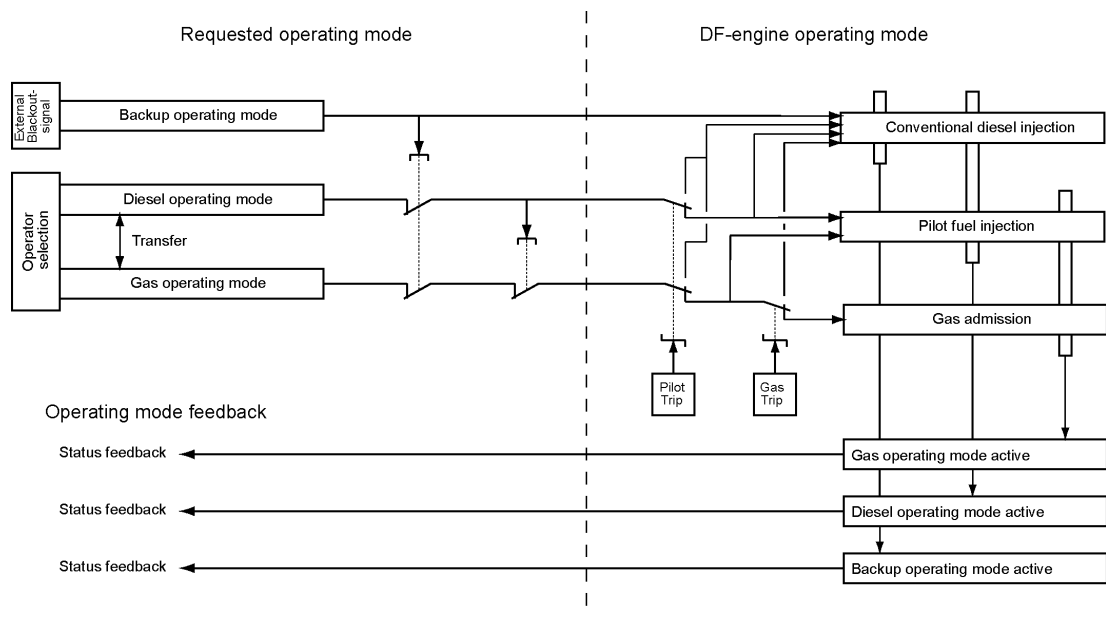 Requested operating mode
DF-engine operating mode
External
Blackout-
signal
Backup operating mode
Conventional diesel injection
Operator
selection
Diesel operating mode
Transfer
Gas operating mode
Pilot fuel injection
Gas admission
Pilot
Trip
Gas
Trip
Operating mode feedback
Status feedback
Gas operating mode active
Status feedback
Diesel operating mode active
Status feedback
Backup operating mode active